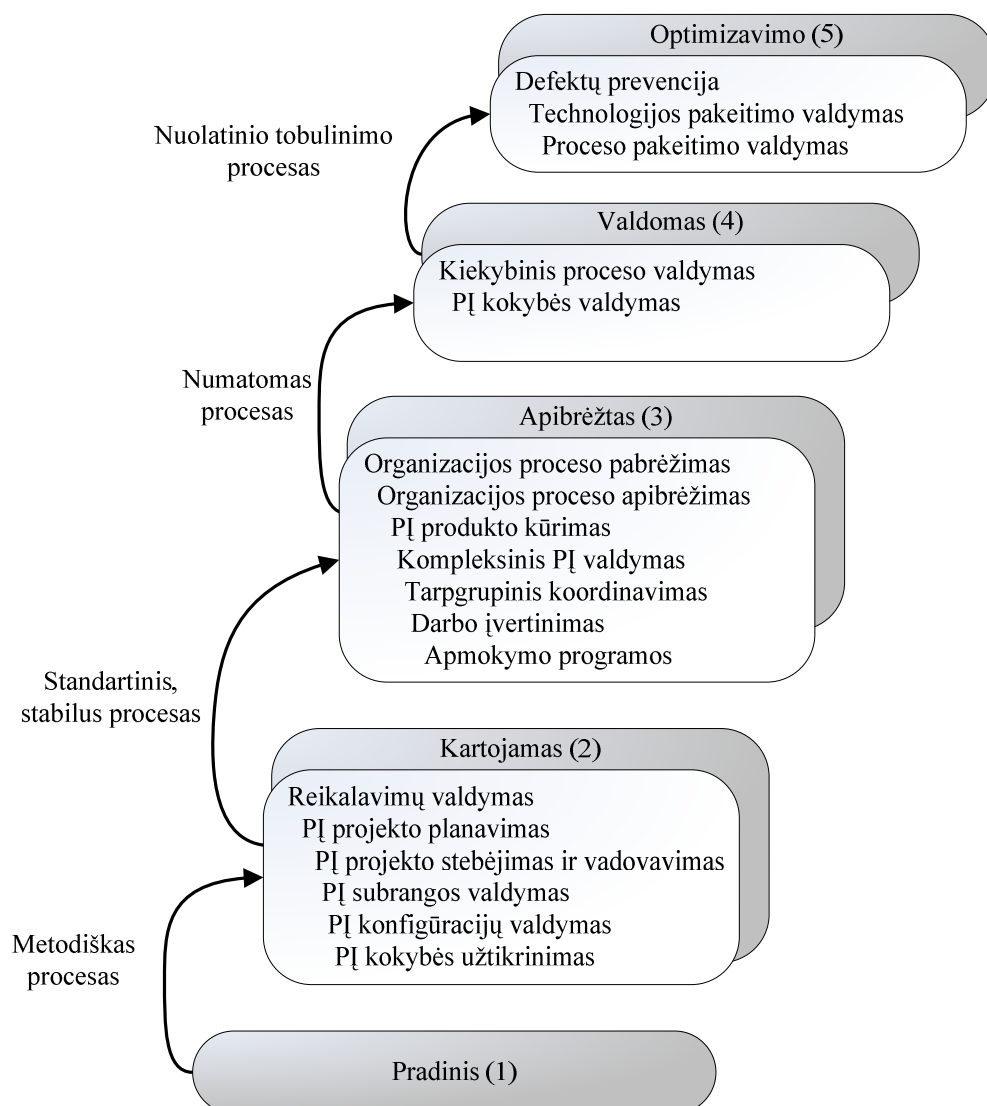 Optimizavimo (5)
Defektų prevencija
Technologijos pakeitimo valdymas
Proceso pakeitimo valdymas
Nuolatinio tobulinimo
procesas
Valdomas (4)
Kiekybinis proceso valdymas
PĮ kokybės valdymas
Numatomas
procesas
Apibrėžtas (3)
Organizacijos proceso pabrėžimas
Organizacijos proceso apibrėžimas
PĮ produkto kūrimas
Kompleksinis PĮ valdymas
Tarpgrupinis koordinavimas
Darbo įvertinimas
Apmokymo programos
Standartinis,
stabilus procesas
Kartojamas (2)
Reikalavimų valdymas
PĮ projekto planavimas
PĮ projekto stebėjimas ir vadovavimas
PĮ subrangos valdymas
PĮ konfigūracijų valdymas
PĮ kokybės užtikrinimas
Metodiškas
procesas
Pradinis (1)